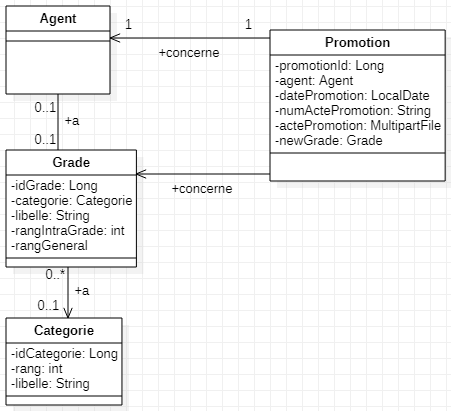 Agent
1
1
+concerne
Promotion
-promotionId: Long
-agent: Agent
-datePromotion: LocalDate
-numActePromotion: String
-actePromotion: MultipartFile
-newGrade: Grade
0..1
+a
0..1
Grade
-idGrade: Long
-categorie: Categorie
-libelle: String
-rangIntraGrade: int
-rangGeneral
+concerne
0..*
+a
0..1
Categorie
-idCategorie: Long
-rang: int
-libelle: String